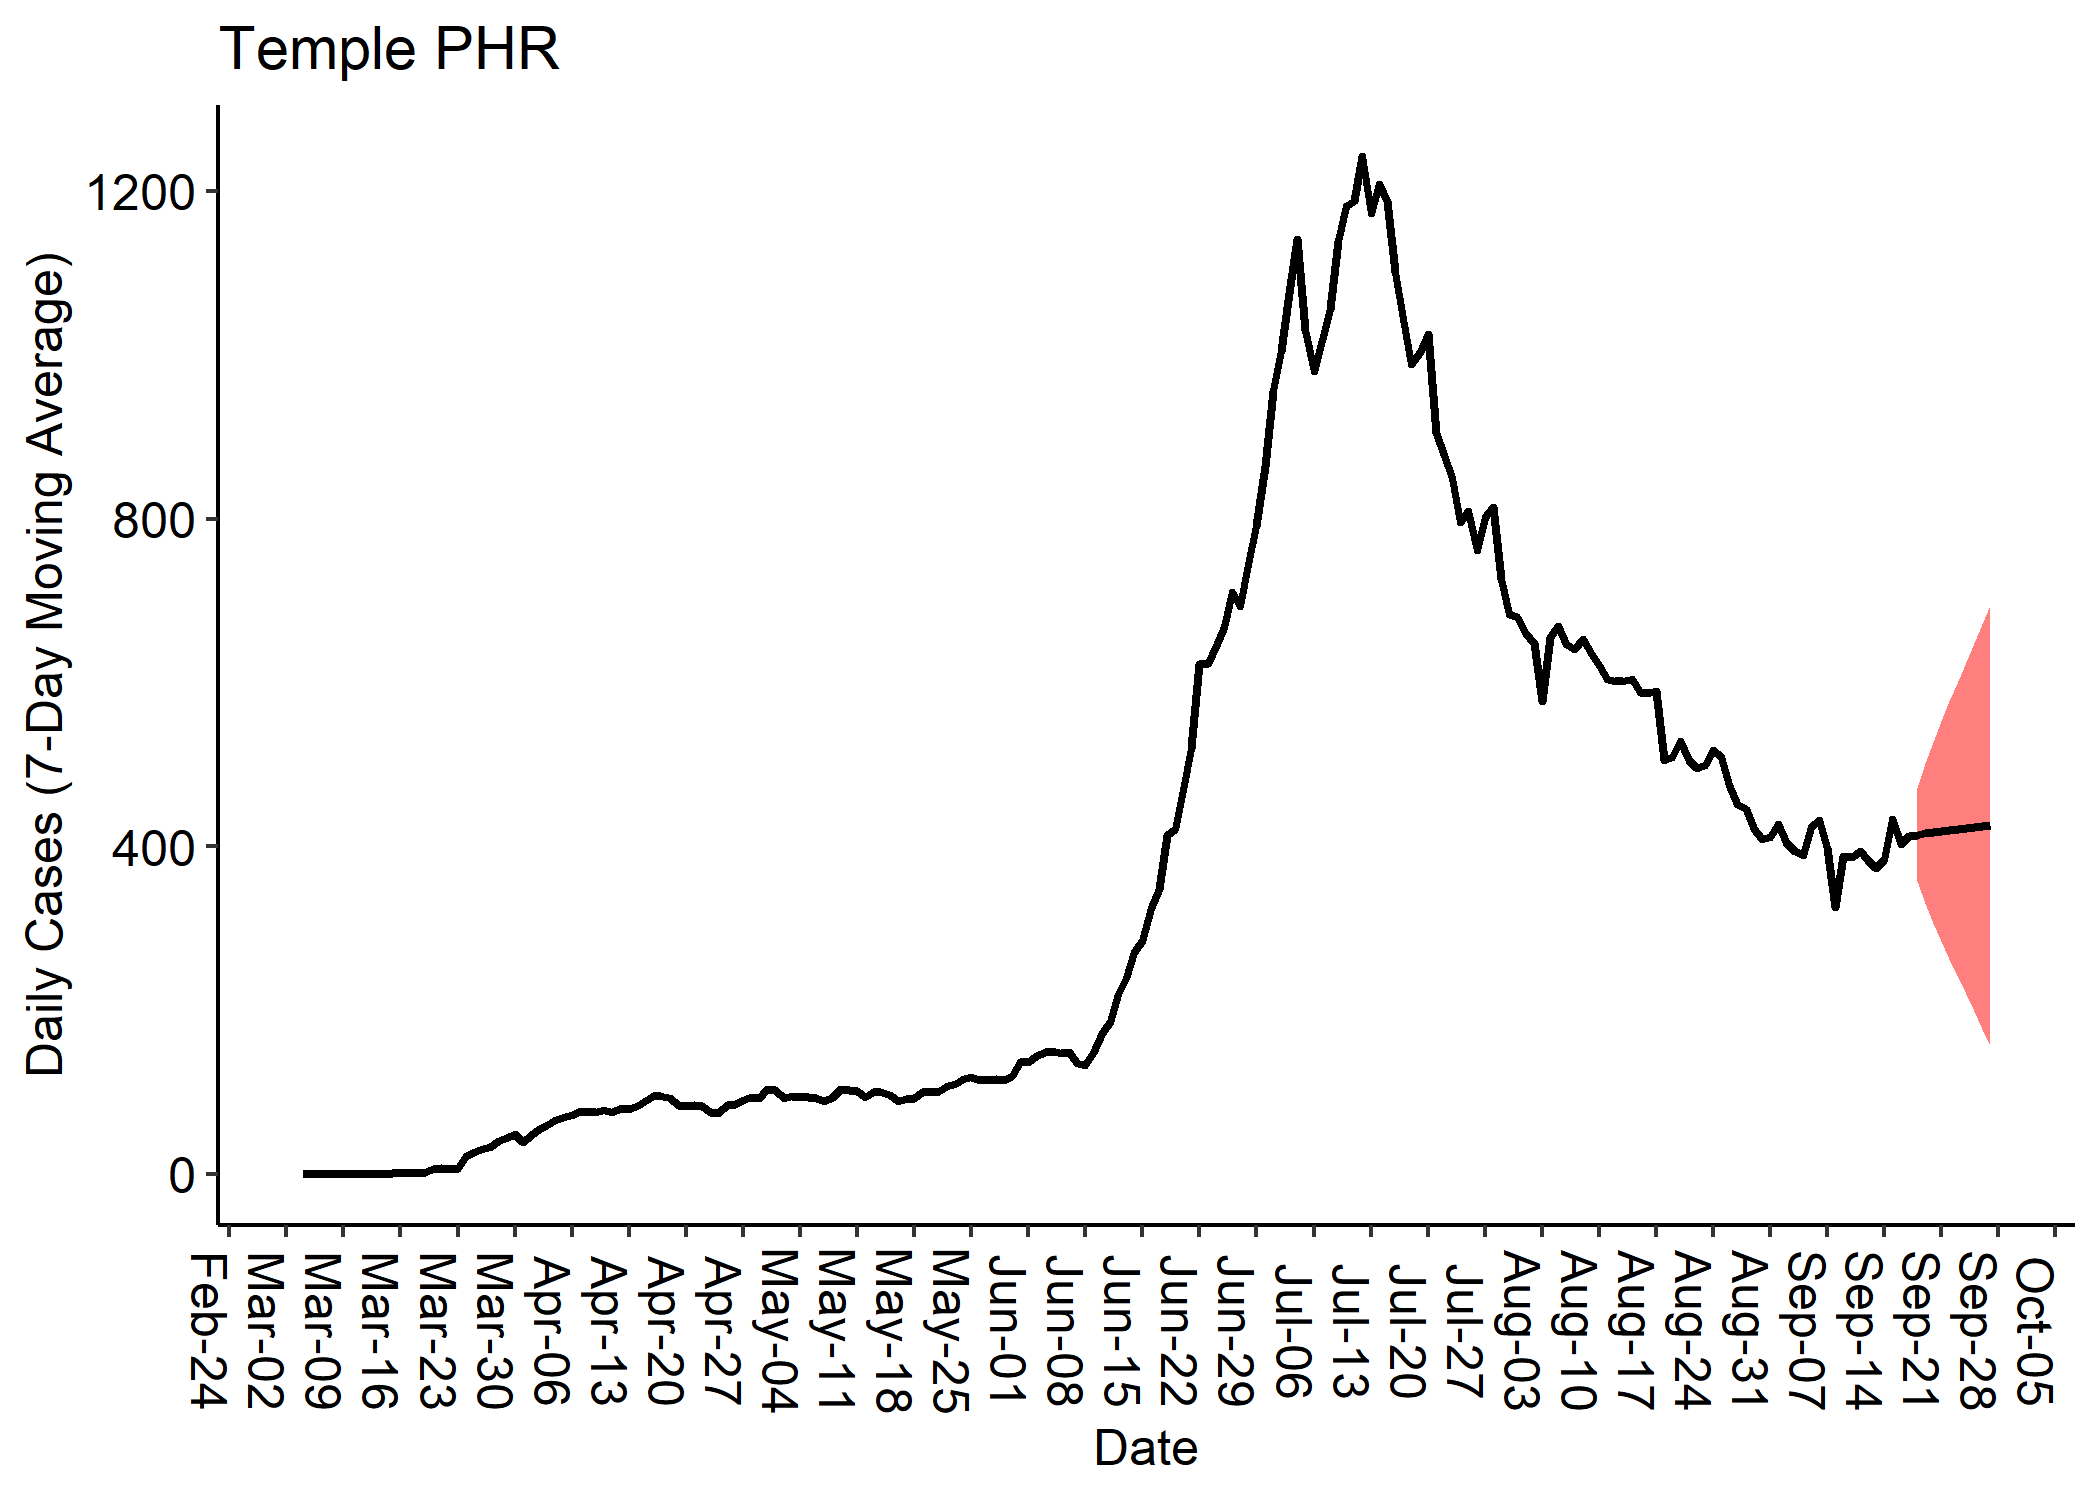 Temple PHR
Daily Cases (7-Day Moving Average)
1200
800
400
0
Feb-24
Mar-02
Mar-09
Mar-16
Mar-23
Mar-30
Apr-06
Apr-13
Apr-20
Apr-27
May-04
May-11
May-18
May-25
Jun-01
Jun-08
Jun-15
Jun-22
Jun-29
Jul-06
Jul-13
Jul-20
Jul-27
Aug-03
Aug-10
Aug-17
Aug-24
Aug-31
Sep-07
Sep-14
Sep-21
Sep-28
Oct-05
Date